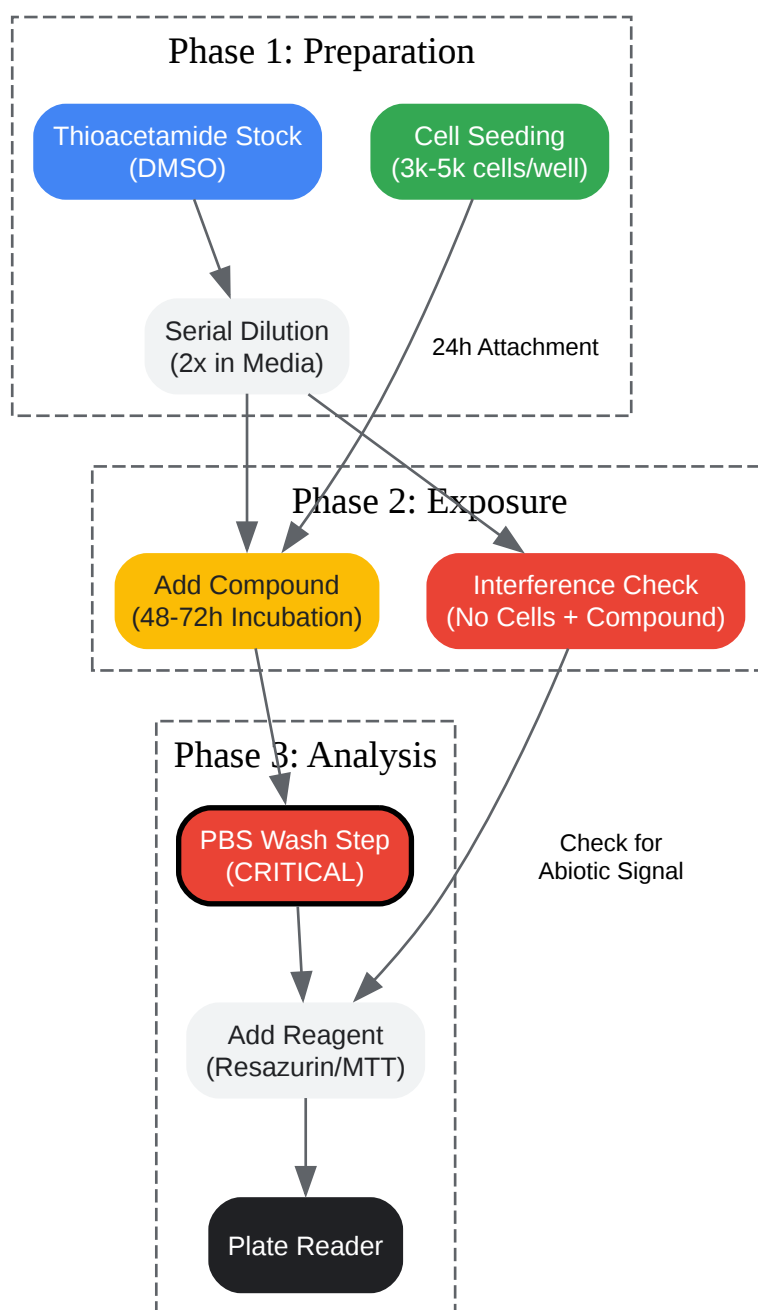 Phase 1: Preparation
Thioacetamide Stock
(DMSO)
Cell Seeding
(3k-5k cells/well)
Serial Dilution
(2x in Media)
24h Attachment
Phase 2: Exposure
Add Compound
(48-72h Incubation)
Interference Check
(No Cells + Compound)
Phase 3: Analysis
PBS Wash Step
(CRITICAL)
Check for
Abiotic Signal
Add Reagent
(Resazurin/MTT)
Plate Reader